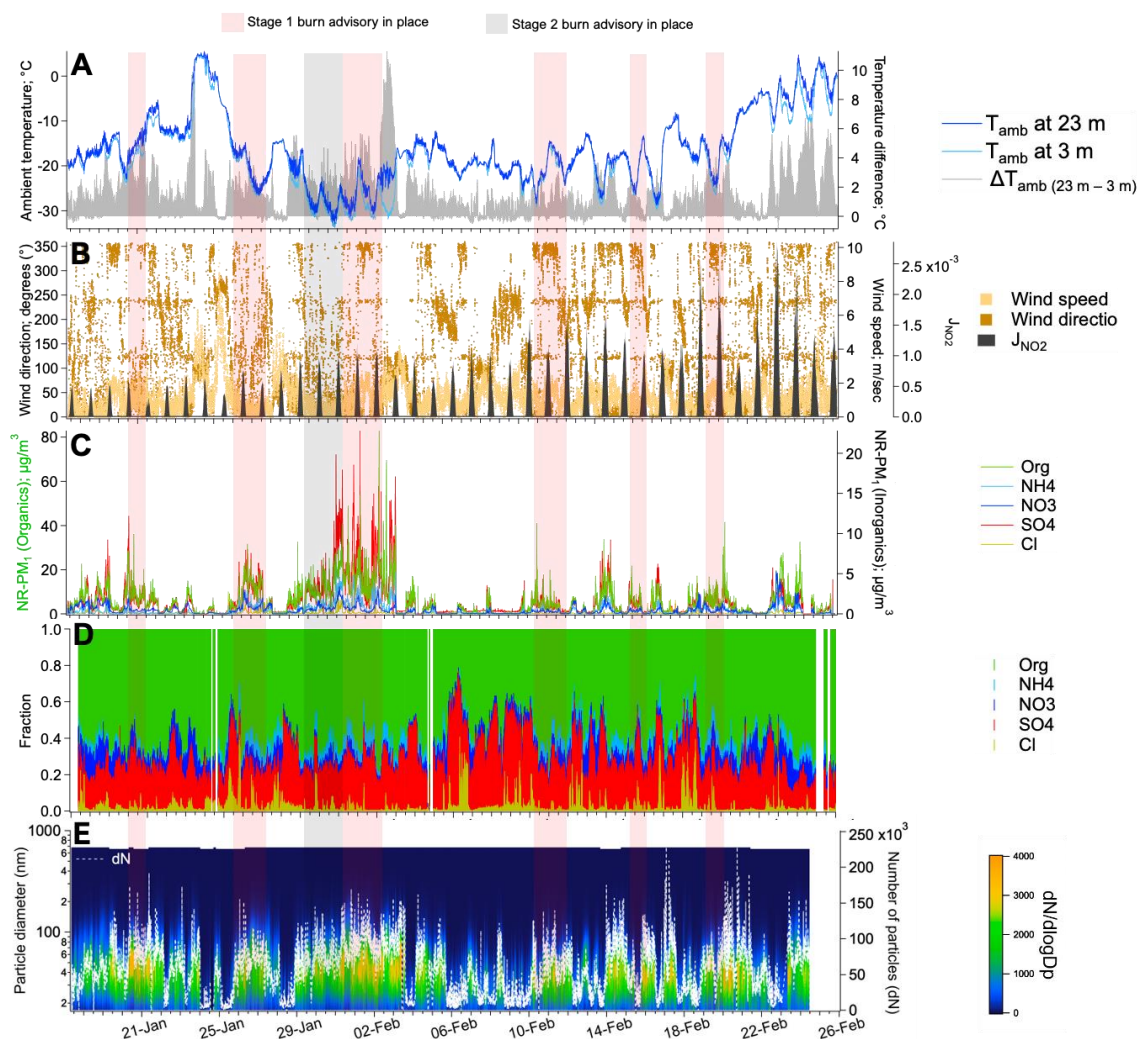 Stage 1 burn advisory in place
Stage 2 burn advisory in place
A
Ambient temperature; °C
0
-10
-20
-30
10
8
6
4
2
0
Temperature difference; °C
T_amb at 23 m
T_amb at 3 m
ΔT_amb (23 m – 3 m)
B
Wind direction; degrees (°)
350
300
250
200
150
100
50
0
10
8
6
4
2
0
Wind speed; m/sec
2.5 x10⁻³
2.0
1.5
1.0
0.5
0.0
J_NO2
Wind speed
Wind directio
J_NO2
C
NR-PM₁ (Organics); µg/m³
80
60
40
20
0
20
15
10
5
0
NR-PM₁ (Inorganics); µg/m³
Org
NH4
NO3
SO4
Cl
D
Fraction
1.0
0.8
0.6
0.4
0.2
0.0
Org
NH4
NO3
SO4
Cl
E
dN
Particle diameter (nm)
1000
8
6
4
2
100
8
6
4
2
250 x10³
200
150
100
50
0
Number of particles (dN)
4000
3000
2000
1000
0
dN/dlogDp
21-Jan
25-Jan
29-Jan
02-Feb
06-Feb
10-Feb
14-Feb
18-Feb
22-Feb
26-Feb